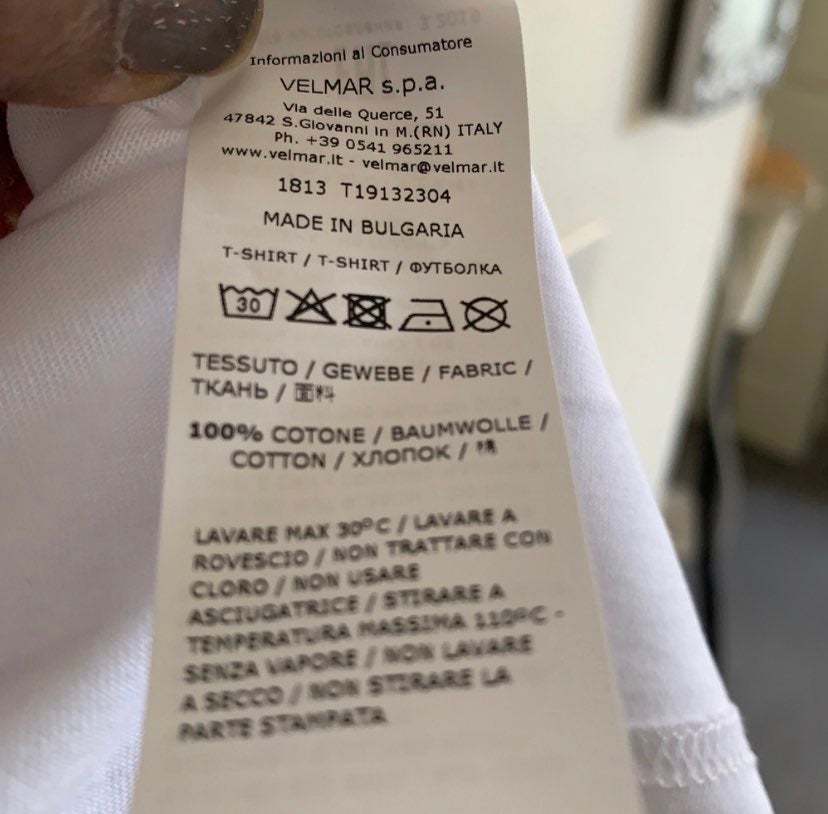 Informazioni al Consumatore
VELMAR s.p.a.
Via delle Querce, 51
47842 S.Giovanni in M.(RN) ITALY
Ph. +39 0541 965211
www.velmar.it - velmar@velmar.it
1813 T19132304
MADE IN BULGARIA
T-SHIRT / T-SHIRT / ФУТБОЛКА
30
TESSUTO / GEWEBE / FABRIC /
ТКАНЬ / 面料
100% COTONE / BAUMWOLLE /
COTTON / ХЛОПОК / 棉
LAVARE MAX 30ºC / LAVARE A
ROVESCIO / NON TRATTARE CON
CLORO / NON USARE
ASCIUGATRICE / STIRARE A
TEMPERATURA MASSIMA 110ºC -
SENZA VAPORE / NON LAVARE
A SECCO / NON STIRARE LA
PARTE STAMPATA